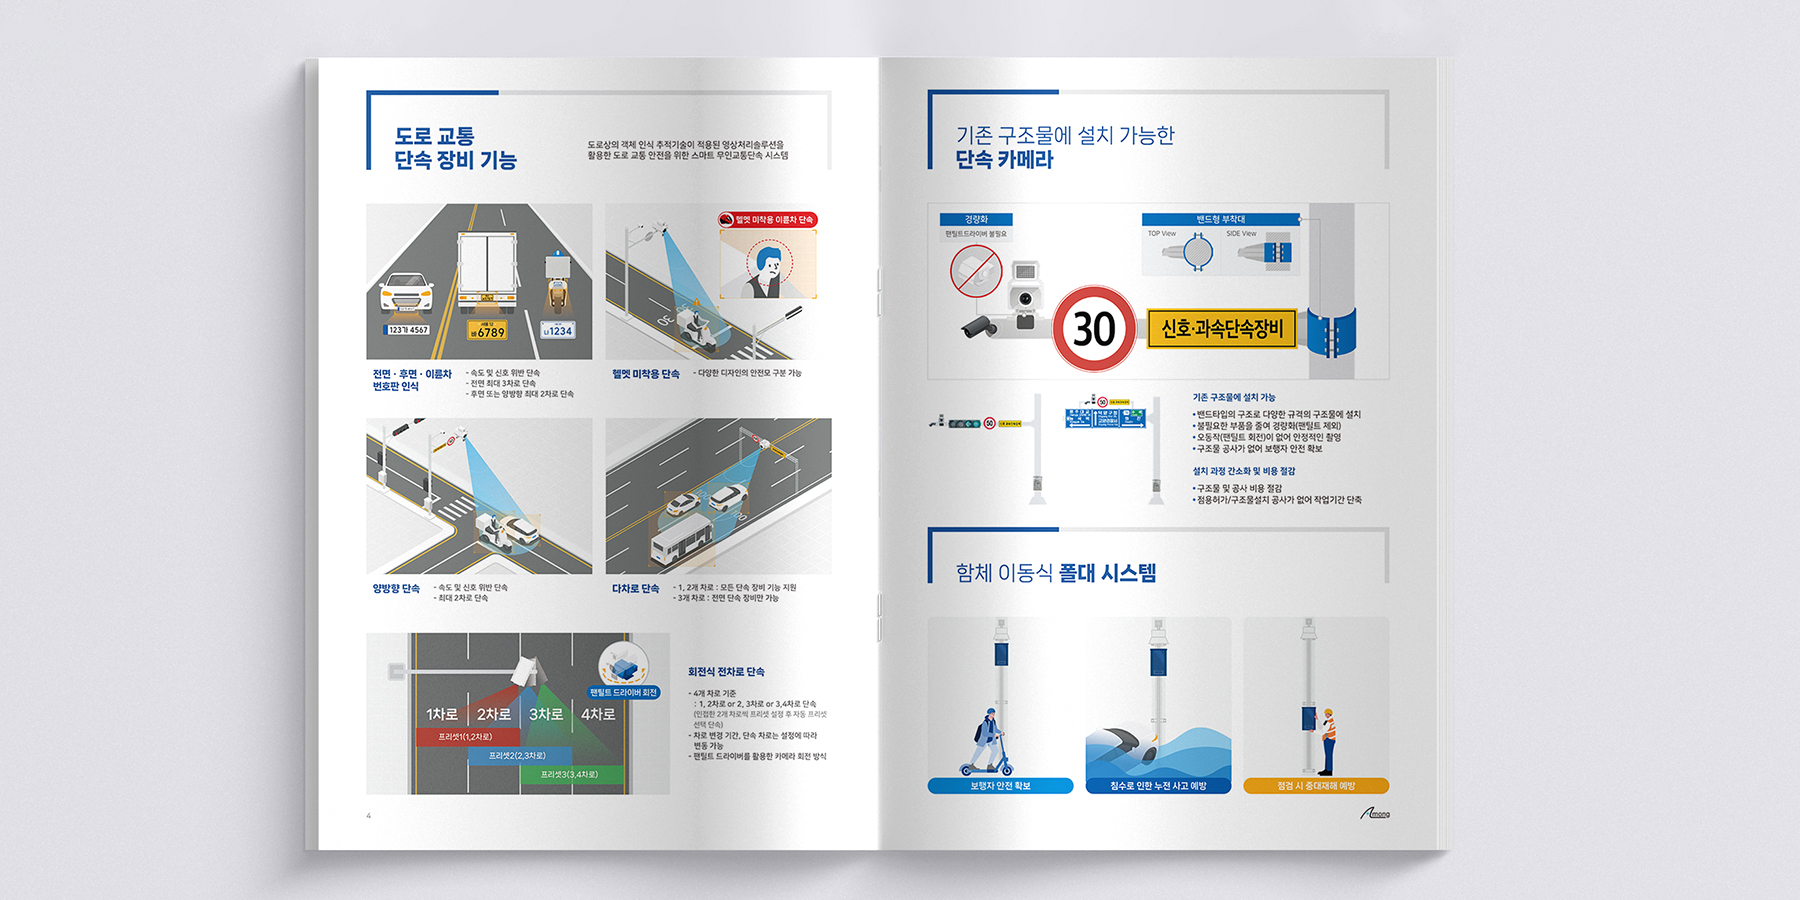 도로 교통
단속 장비 기능
도로상의 객체 인식 추적기술이 적용된 영상처리솔루션을
활용한 도로 교통 안전을 위한 스마트 무인교통단속 시스템
123가 4567
서울 12
바6789
나1234
전면 · 후면 · 이륜차
번호판 인식
- 속도 및 신호 위반 단속
- 전면 최대 3차로 단속
- 후면 또는 양방향 최대 2차로 단속
헬멧 미착용 이륜차 단속
30
헬멧 미착용 단속
- 다양한 디자인의 안전모 구분 가능
양방향 단속
- 속도 및 신호 위반 단속
- 최대 2차로 단속
다차로 단속
- 1, 2개 차로 : 모든 단속 장비 기능 지원
- 3개 차로 : 전면 단속 장비만 가능
팬틸트 드라이버 회전
1차로
2차로
3차로
4차로
프리셋1(1,2차로)
프리셋2(2,3차로)
프리셋3(3,4차로)
회전식 전차로 단속
- 4개 차로 기준
: 1, 2차로 or 2, 3차로 or 3,4차로 단속
(인접한 2개 차로씩 프리셋 설정 후 자동 프리셋
선택 단속)
- 차로 변경 기간, 단속 차로는 설정에 따라
변동 가능
- 팬틸트 드라이버를 활용한 카메라 회전 방식
4
기존 구조물에 설치 가능한
단속 카메라
경량화
팬틸트드라이버 불필요
밴드형 부착대
TOP View
SIDE View
30
신호·과속단속장비
기존 구조물에 설치 가능
• 밴드타입의 구조로 다양한 규격의 구조물에 설치
• 불필요한 부품을 줄여 경량화(팬틸트 제외)
• 오동작(팬틸트 회전)이 없어 안정적인 촬영
• 구조물 공사가 없어 보행자 안전 확보
설치 과정 간소화 및 비용 절감
• 구조물 및 공사 비용 절감
• 점용허가/구조물설치 공사가 없어 작업기간 단축
함체 이동식 폴대 시스템
보행자 안전 확보
침수로 인한 누전 사고 예방
점검 시 중대재해 예방
Among